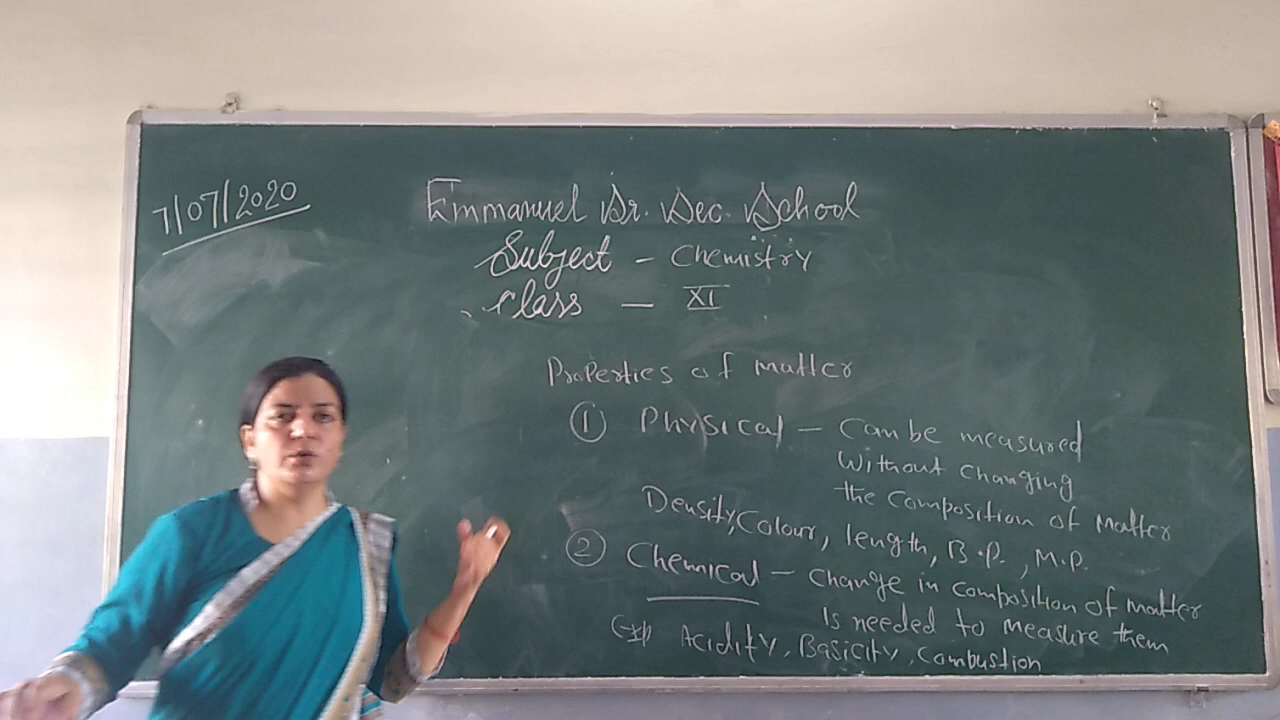 7/07/2020
Emmanuel Sr. Sec. School
Subject - Chemistry
Class - XI
Properties of matter
① Physical - Can be measured
Without changing
the composition of matter
Density, Colour, length, B.P., M.P.
② Chemical - Change in composition of matter
Is needed to measure them
(Ex) Acidity, Basicity, Combustion